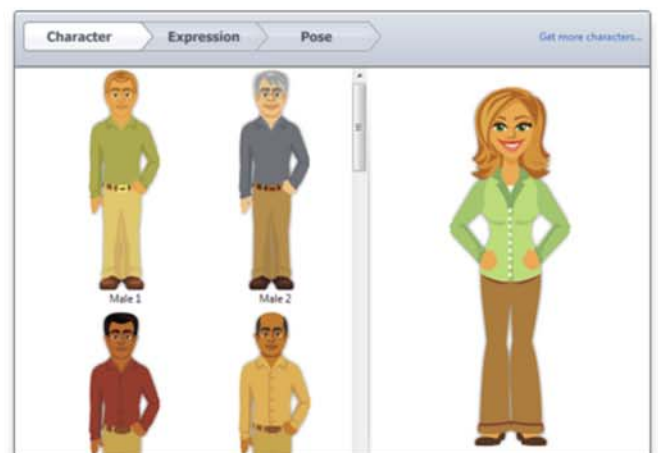 Character
Expression
Pose
Get more characters...
Male 1
Male 2